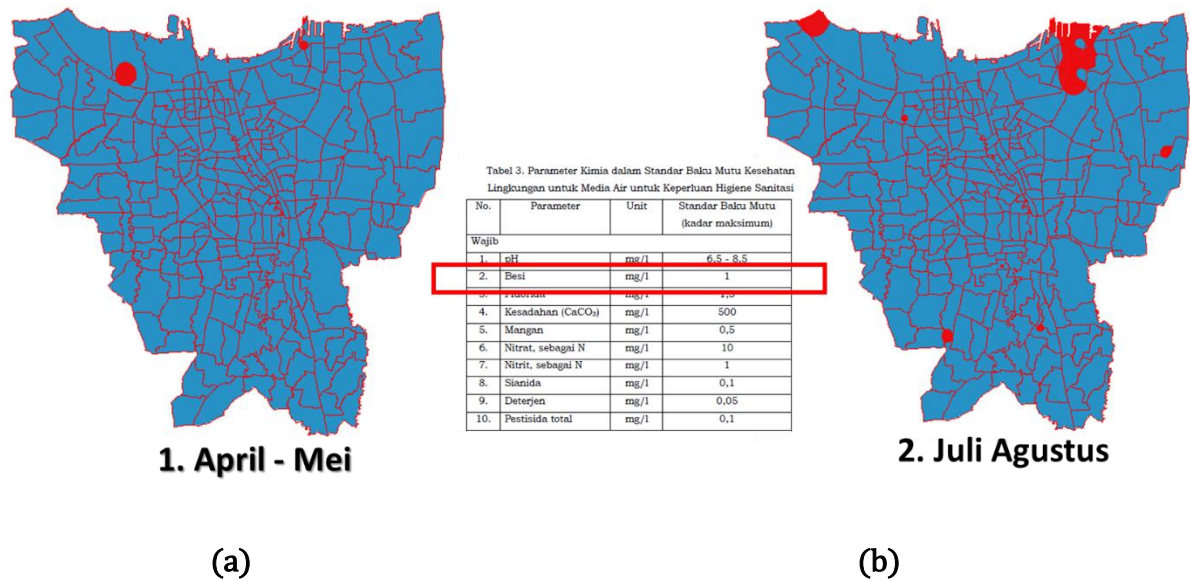 Tabel 3. Parameter Kimia dalam Standar Baku Mutu Kesehatan
Lingkungan untuk Media Air untuk Keperluan Higiene Sanitasi
No. Parameter Unit Standar Baku Mutu
(kadar maksimum)
Wajib
1. pH mg/l 6,5 - 8,5
2. Besi mg/l 1
3. Fluorida mg/l 1,5
4. Kesadahan (CaCO₃) mg/l 500
5. Mangan mg/l 0,5
6. Nitrat, sebagai N mg/l 10
7. Nitrit, sebagai N mg/l 1
8. Sianida mg/l 0,1
9. Deterjen mg/l 0,05
10. Pestisida total mg/l 0,1
1. April - Mei
2. Juli Agustus
(a)
(b)